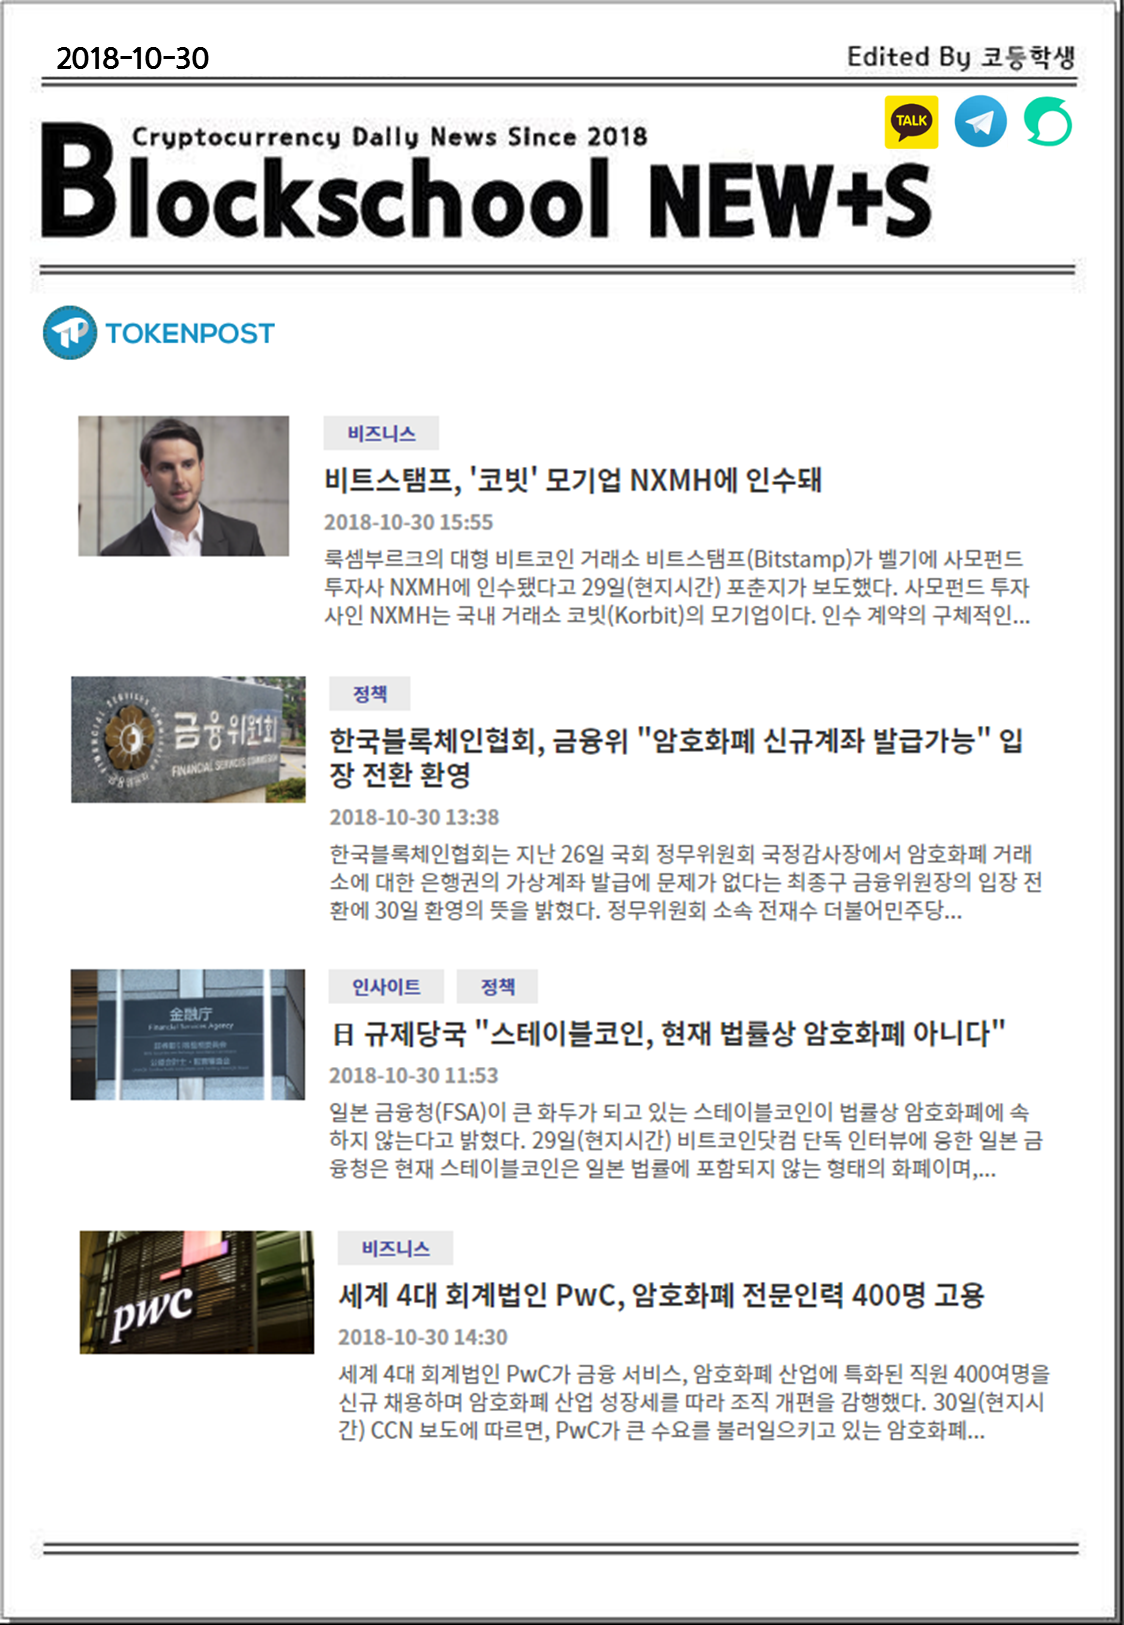 2018-10-30
Edited By 코등학생
TALK
Cryptocurrency Daily News Since 2018
Blockschool NEW+S
TOKENPOST
비즈니스
비트스탬프, '코빗' 모기업 NXMH에 인수돼
2018-10-30 15:55
룩셈부르크의 대형 비트코인 거래소 비트스탬프(Bitstamp)가 벨기에 사모펀드
투자사 NXMH에 인수됐다고 29일(현지시간) 포춘지가 보도했다. 사모펀드 투자
사인 NXMH는 국내 거래소 코빗(Korbit)의 모기업이다. 인수 계약의 구체적인...
금융위원회
FINANCIAL SERVICES COMMISSION
정책
한국블록체인협회, 금융위 "암호화폐 신규계좌 발급가능" 입
장 전환 환영
2018-10-30 13:38
한국블록체인협회는 지난 26일 국회 정무위원회 국정감사장에서 암호화폐 거래
소에 대한 은행권의 가상계좌 발급에 문제가 없다는 최종구 금융위원장의 입장 전
환에 30일 환영의 뜻을 밝혔다. 정무위원회 소속 전재수 더불어민주당...
金融庁
Financial Services Agency
인사이트 정책
日 규제당국 "스테이블코인, 현재 법률상 암호화폐 아니다"
2018-10-30 11:53
일본 금융청(FSA)이 큰 화두가 되고 있는 스테이블코인이 법률상 암호화폐에 속
하지 않는다고 밝혔다. 29일(현지시간) 비트코인닷컴 단독 인터뷰에 응한 일본 금
융청은 현재 스테이블코인은 일본 법률에 포함되지 않는 형태의 화폐이며,...
pwc
비즈니스
세계 4대 회계법인 PwC, 암호화폐 전문인력 400명 고용
2018-10-30 14:30
세계 4대 회계법인 PwC가 금융 서비스, 암호화폐 산업에 특화된 직원 400여명을
신규 채용하며 암호화폐 산업 성장세를 따라 조직 개편을 감행했다. 30일(현지시
간) CCN 보도에 따르면, PwC가 큰 수요를 불러일으키고 있는 암호화폐...